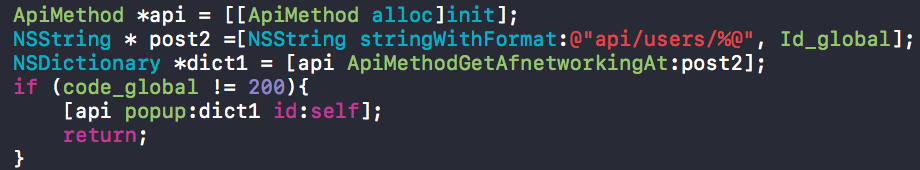 ApiMethod *api = [[ApiMethod alloc]init];
NSString * post2 =[NSString stringWithFormat:@"api/users/%@", Id_global];
NSDictionary *dict1 = [api ApiMethodGetAfnetworkingAt:post2];
if (code_global != 200){
    [api popup:dict1 id:self];
    return;
}